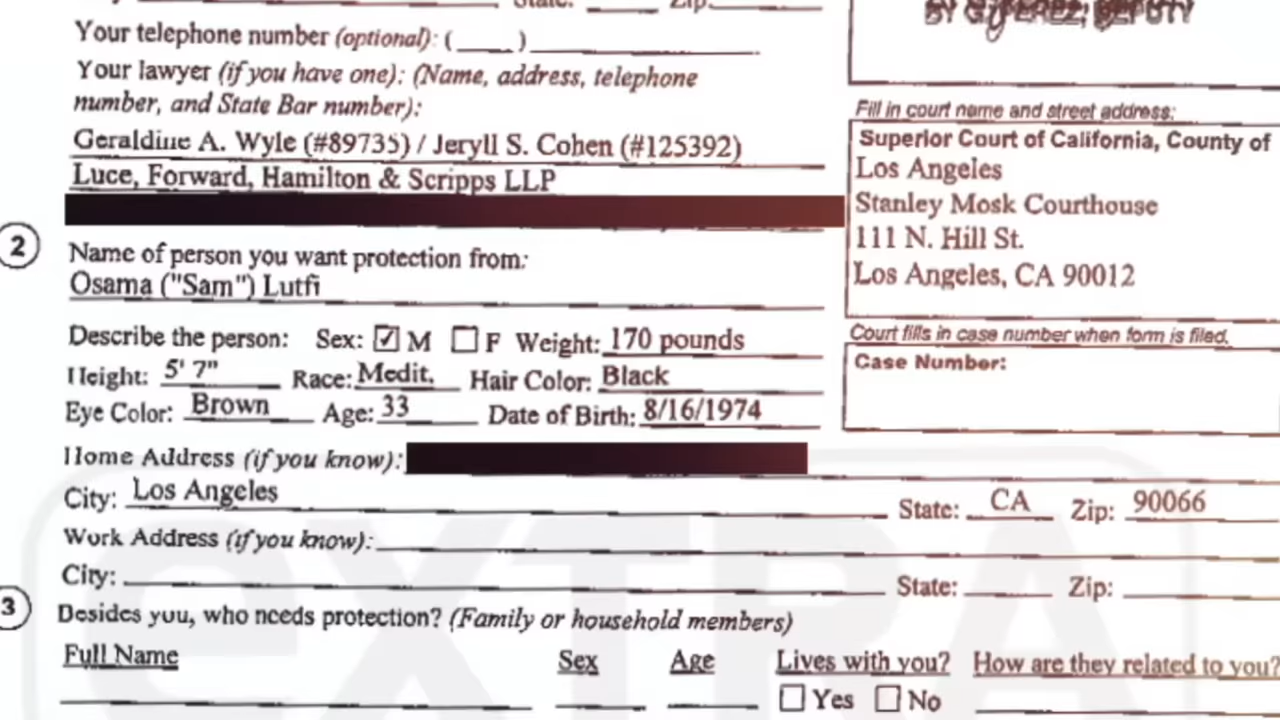 State: Zip:
BY G. PEREZ, DEPUTY
Your telephone number (optional): ( )
Your lawyer (if you have one): (Name, address, telephone
number, and State Bar number):
Geraldine A. Wyle (#89735) / Jeryll S. Cohen (#125392)
Luce, Forward, Hamilton & Scripps LLP
Fill in court name and street address:
Superior Court of California, County of
Los Angeles
Stanley Mosk Courthouse
111 N. Hill St.
Los Angeles, CA 90012
2
Name of person you want protection from:
Osama ("Sam") Lutfi
Describe the person: Sex: M F Weight: 170 pounds
Height: 5' 7" Race: Medit. Hair Color: Black
Eye Color: Brown Age: 33 Date of Birth: 8/16/1974
Court fills in case number when form is filed.
Case Number:
Home Address (if you know):
City: Los Angeles State: CA Zip: 90066
Work Address (if you know):
City: State: Zip:
3
Besides you, who needs protection? (Family or household members)
Full Name Sex Age Lives with you? How are they related to you?
Yes No
EXTRA